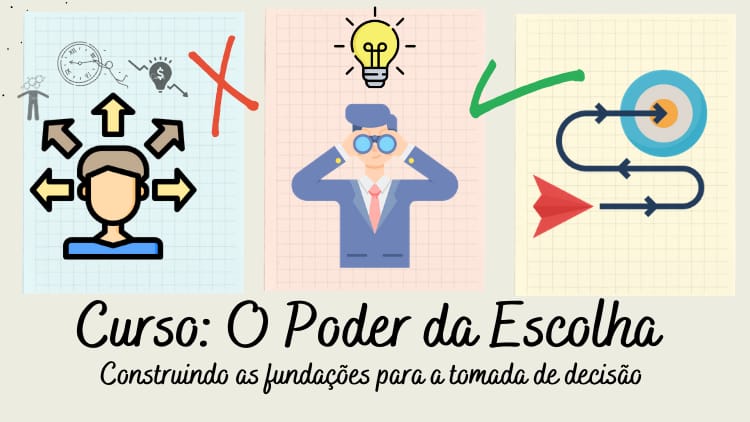 Curso: O Poder da Escolha
Construindo as fundações para a tomada de decisão